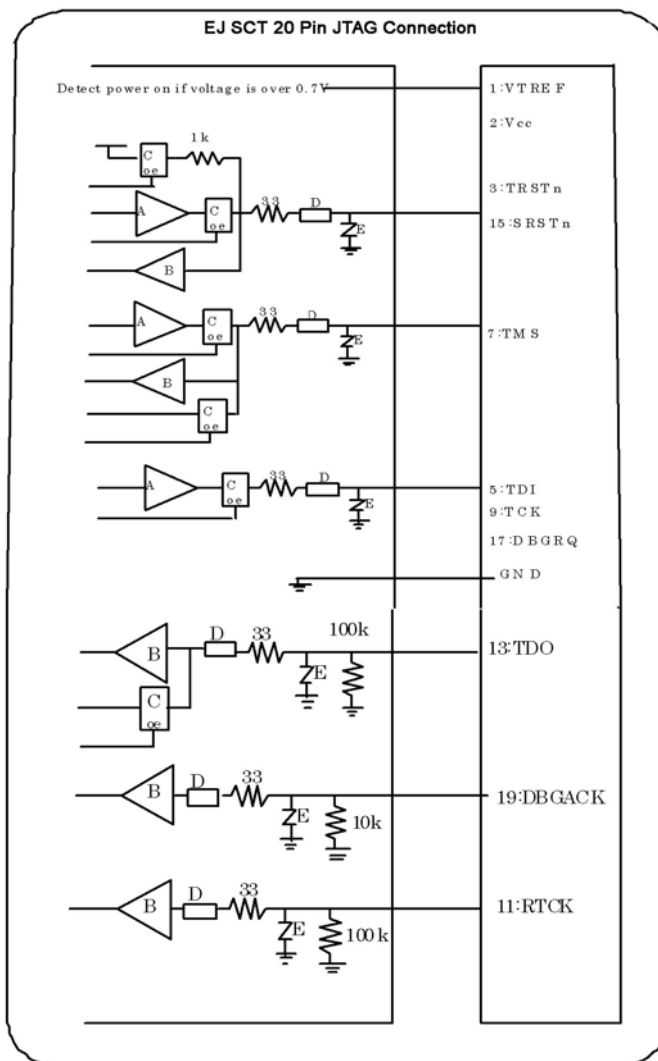 EJ SCT 20 Pin JTAG Connection
Detect power on if voltage is over 0.7V
1:VTREF
2:Vcc
1k
C
oe
3:TRSTn
A
C
oe
33
D
E
15:SRSTn
B
A
C
oe
33
D
E
7:TMS
B
C
oe
A
C
oe
33
D
E
5:TDI
9:TCK
17:DBGRQ
GND
B
D
33
E
100k
13:TDO
C
oe
B
D
33
E
10k
19:DBGACK
B
D
33
E
100k
11:RTCK